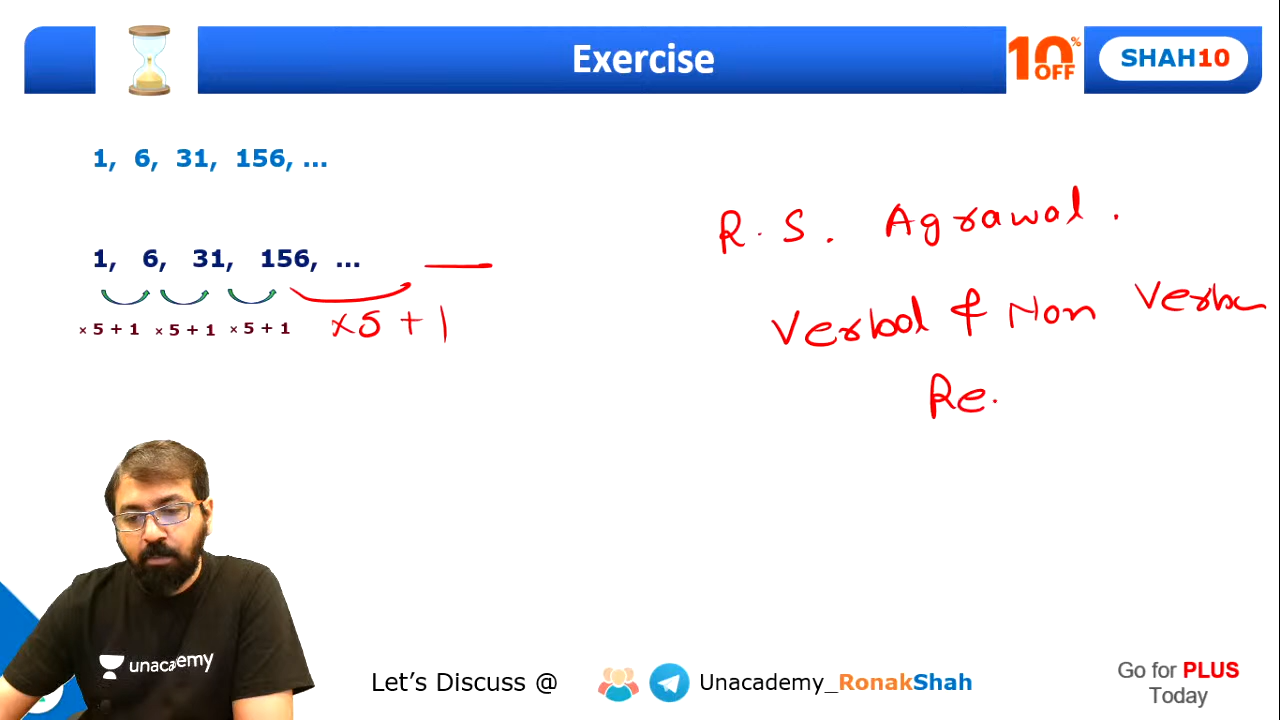 Exercise
10% OFF
SHAH10
1, 6, 31, 156, ...
1, 6, 31, 156, ...
× 5 + 1 × 5 + 1 × 5 + 1 × 5 + 1
R. S. Agrawal.
Verbal & Non Verba
Re.
unacademy
Let's Discuss @ Unacademy_RonakShah
Go for PLUS
Today